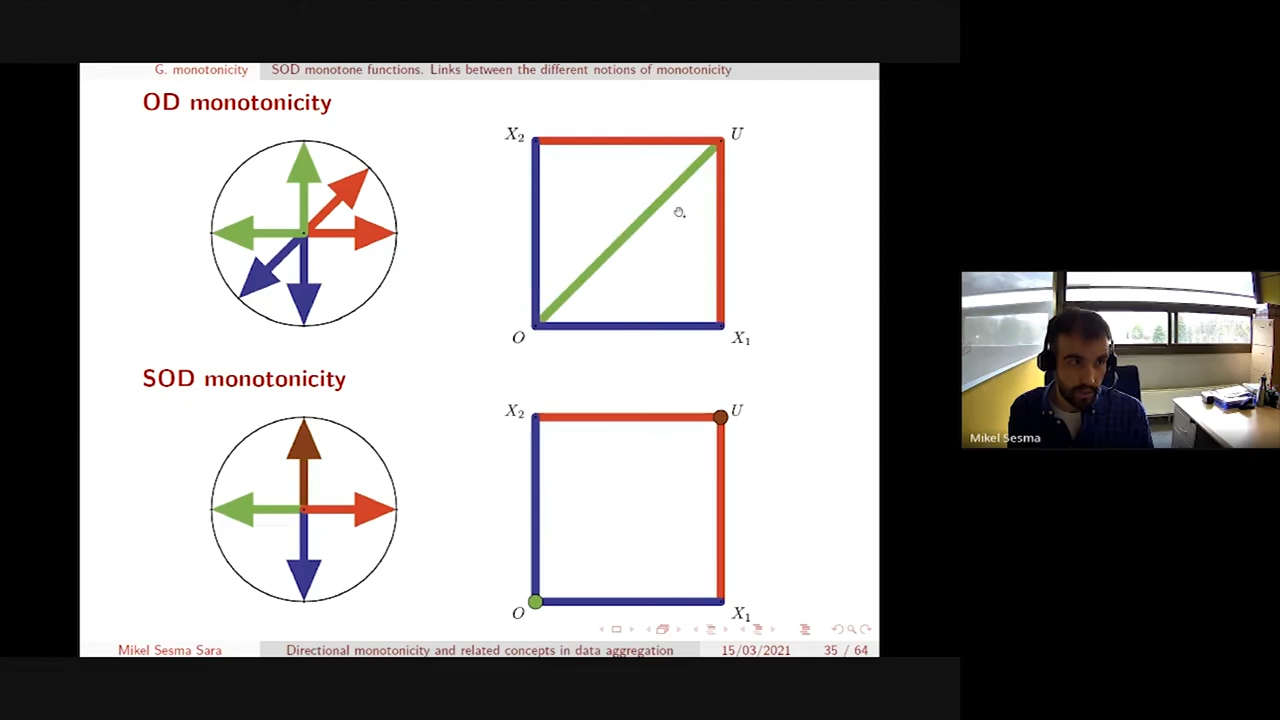 G. monotonicity SOD monotone functions. Links between the different notions of monotonicity
OD monotonicity
X₂ U
O X₁
SOD monotonicity
X₂ U
O X₁
Mikel Sesma Sara Directional monotonicity and related concepts in data aggregation 15/03/2021 35 / 64
Mikel Sesma